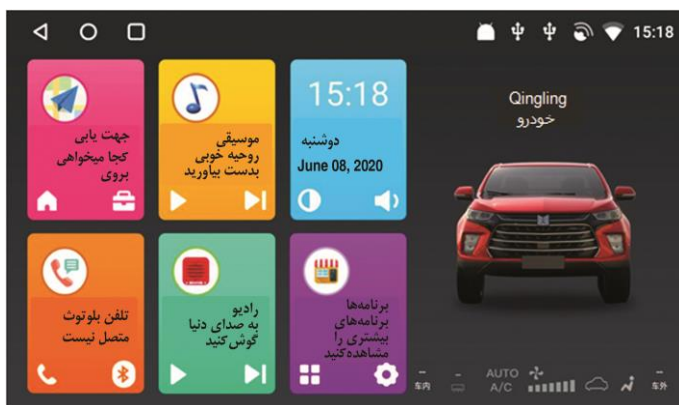 15:18
جهت یابی
کجا میخواهی
بروی
موسیقی
روحیه خوبی
بدست بیاورید
15:18
دوشنبه
June 08, 2020
Qingling
خودرو
تلفن بلوتوث
متصل نیست
رادیو
به صدای دنیا
گوش کنید
برنامه‌ها
برنامه‌های
بیشتری را
مشاهده کنید
--
车内
--
AUTO
A/C
--
车外